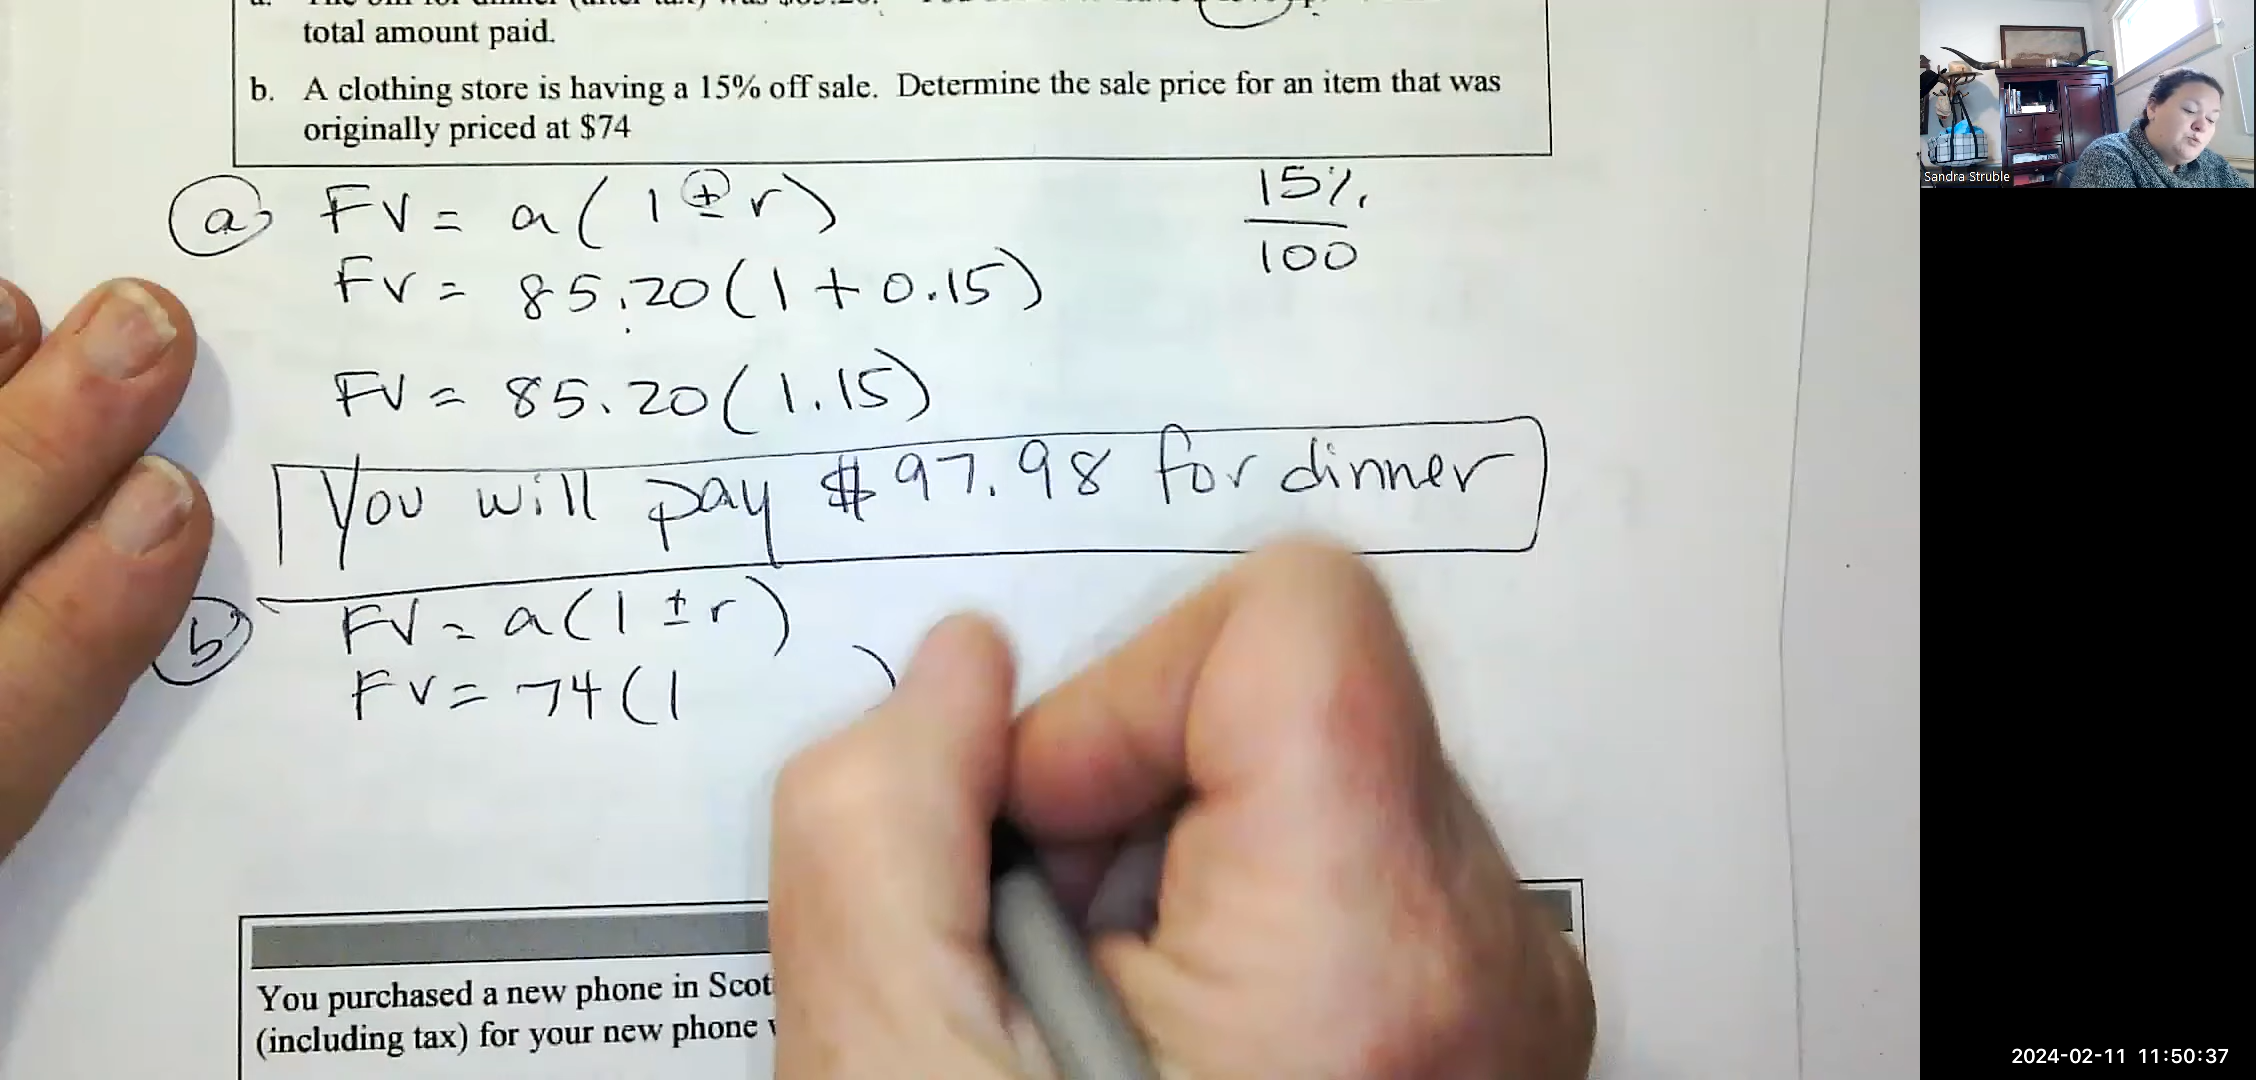 total amount paid.
b. A clothing store is having a 15% off sale. Determine the sale price for an item that was
originally priced at $74
a) FV = a(1 ± r)
15%
100
FV = 85.20(1 + 0.15)
FV = 85.20(1.15)
You will pay $97.98 for dinner
b) FV = a(1 ± r)
FV = 74(1 )
You purchased a new phone in Scot
(including tax) for your new phone
Sandra Struble
2024-02-11 11:50:37